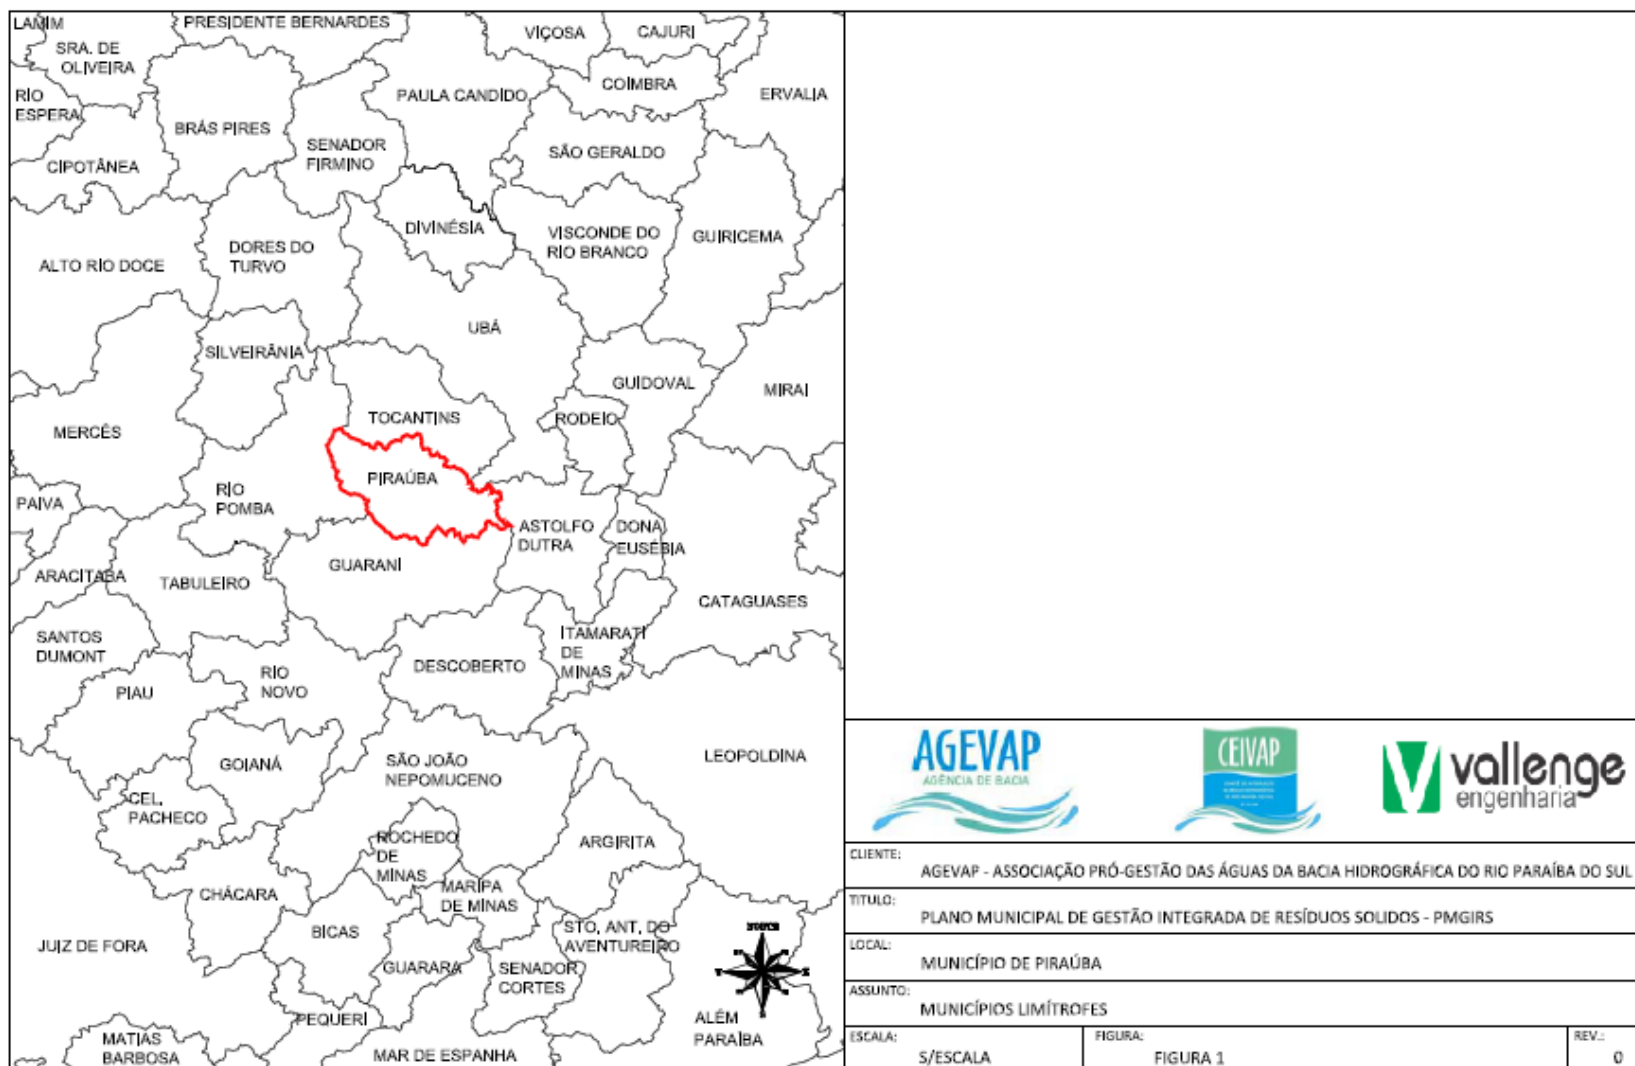 LAMIM
PRESIDENTE BERNARDES
VIÇOSA
CAJURI
SRA. DE
OLIVEIRA
RIO
ESPERA
BRÁS PIRES
PAULA CANDIDO
COIMBRA
ERVALIA
CIPOTÂNEA
SENADOR
FIRMINO
SÃO GERALDO
ALTO RIO DOCE
DORES DO
TURVO
DIVINÉSIA
VISCONDE DO
RIO BRANCO
GUIRICEMA
SILVEIRÂNIA
UBÁ
GUIDOVAL
MIRAI
MERCÊS
TOCANTINS
RODEIO
PAIVA
RIO
POMBA
PIRAÚBA
ASTOLFO
DUTRA
DONA
EUSÉBIA
ARACITABA
TABULEIRO
GUARANI
CATAGUASES
SANTOS
DUMONT
PIAU
RIO
NOVO
DESCOBERTO
ITAMARATI
DE
MINAS
GOIANÁ
SÃO JOÃO
NEPOMUCENO
LEOPOLDINA
CEL.
PACHECO
ROCHEDO
DE
MINAS
ARGIRITA
CHÁCARA
MARIPA
DE MINAS
JUIZ DE FORA
BICAS
GUARARA
SENADOR
CORTES
STO. ANT. DO
AVENTUREIRO
PEQUERI
MATIAS
BARBOSA
MAR DE ESPANHA
ALÉM
PARAÍBA
AGEVAP
AGÊNCIA DE BACIA
CEIVAP
vallenge
engenharia
CLIENTE:
AGEVAP - ASSOCIAÇÃO PRÓ-GESTÃO DAS ÁGUAS DA BACIA HIDROGRÁFICA DO RIO PARAÍBA DO SUL
TITULO:
PLANO MUNICIPAL DE GESTÃO INTEGRADA DE RESÍDUOS SOLIDOS - PMGIRS
LOCAL:
MUNICÍPIO DE PIRAÚBA
ASSUNTO:
MUNICÍPIOS LIMÍTROFES
ESCALA:
S/ESCALA
FIGURA:
FIGURA 1
REV.:
0